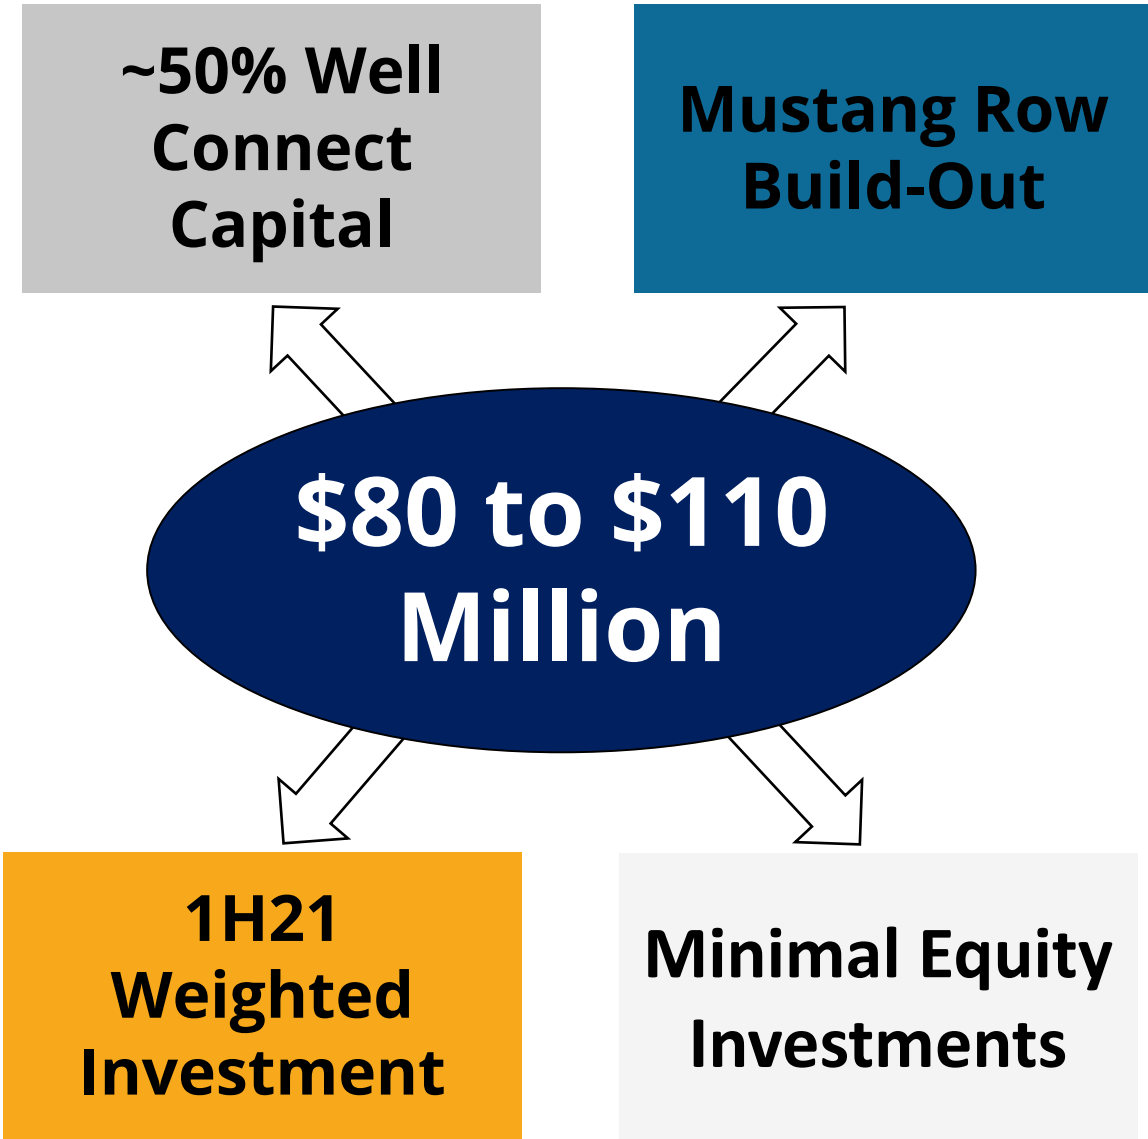 ~50% Well
Connect
Capital
Mustang Row
Build-Out
$80 to $110
Million
1H21
Weighted
Investment
Minimal Equity
Investments